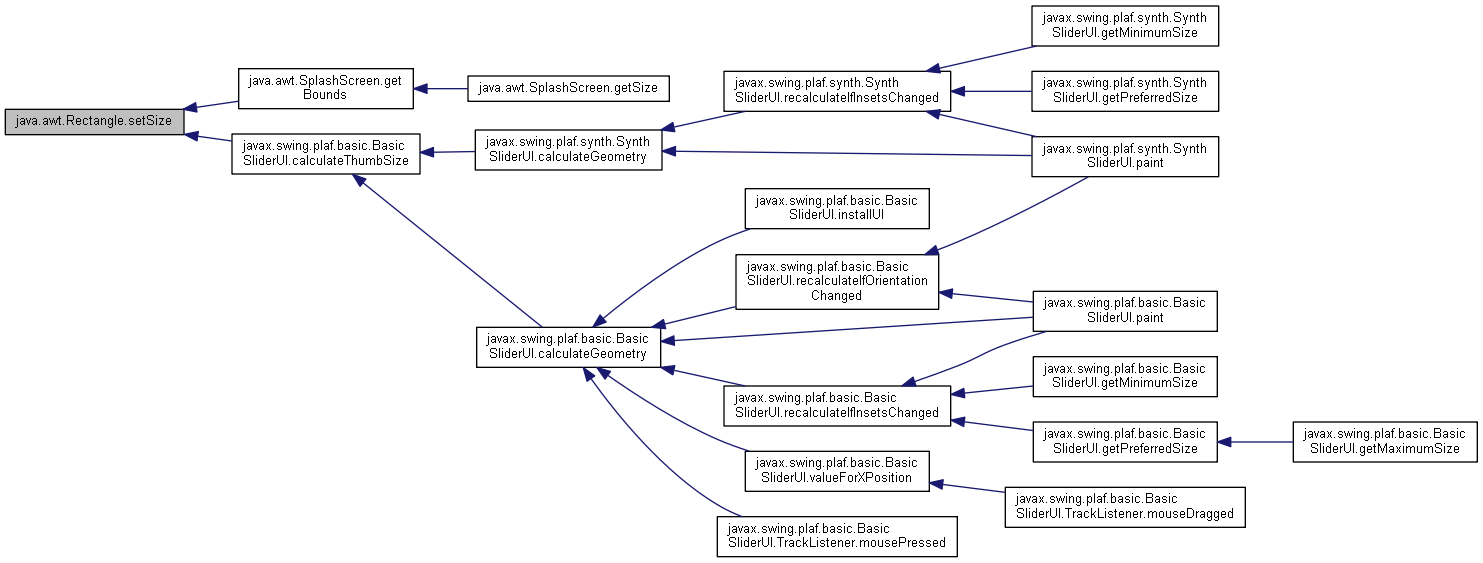 javax.swing.plaf.synth.Synth
SliderUI.getMinimumSize
java.awt.SplashScreen.get
Bounds
java.awt.SplashScreen.getSize
javax.swing.plaf.synth.Synth
SliderUI.recalculateIfInsetsChanged
javax.swing.plaf.synth.Synth
SliderUI.getPreferredSize
java.awt.Rectangle.setSize
javax.swing.plaf.basic.Basic
SliderUI.calculateThumbSize
javax.swing.plaf.synth.Synth
SliderUI.calculateGeometry
javax.swing.plaf.synth.Synth
SliderUI.paint
javax.swing.plaf.basic.Basic
SliderUI.installUI
javax.swing.plaf.basic.Basic
SliderUI.recalculateIfOrientation
Changed
javax.swing.plaf.basic.Basic
SliderUI.paint
javax.swing.plaf.basic.Basic
SliderUI.calculateGeometry
javax.swing.plaf.basic.Basic
SliderUI.getMinimumSize
javax.swing.plaf.basic.Basic
SliderUI.recalculateIfInsetsChanged
javax.swing.plaf.basic.Basic
SliderUI.getPreferredSize
javax.swing.plaf.basic.Basic
SliderUI.getMaximumSize
javax.swing.plaf.basic.Basic
SliderUI.valueForXPosition
javax.swing.plaf.basic.Basic
SliderUI.TrackListener.mouseDragged
javax.swing.plaf.basic.Basic
SliderUI.TrackListener.mousePressed